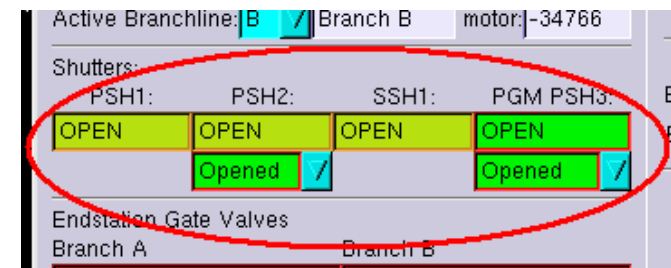 Active Branchline: B Branch B motor: -34766
Shutters:
PSH1: PSH2: SSH1: PGM PSH3:
OPEN OPEN OPEN OPEN
Opened Opened
Endstation Gate Valves
Branch A Branch B